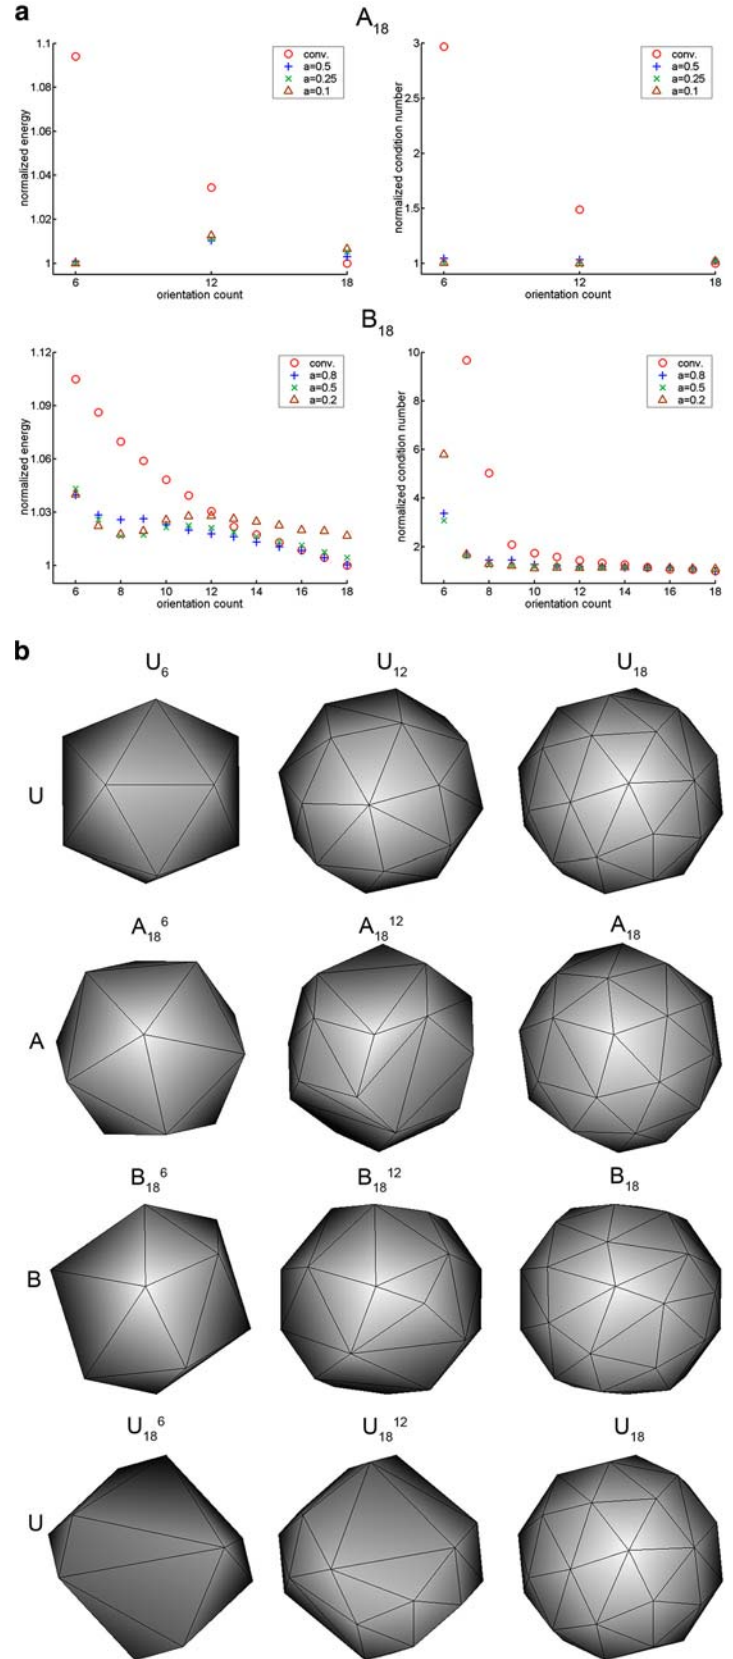 a
A18
1.1
1.08
1.06
1.04
1.02
1
normalized energy
6 12 18
orientation count
conv.
a=0.5
a=0.25
a=0.1
3
2.5
2
1.5
1
normalized condition number
6 12 18
orientation count
conv.
a=0.5
a=0.25
a=0.1
B18
1.12
1.09
1.06
1.03
1
normalized energy
6 8 10 12 14 16 18
orientation count
conv.
a=0.8
a=0.5
a=0.2
10
8
6
4
2
normalized condition number
6 8 10 12 14 16 18
orientation count
conv.
a=0.8
a=0.5
a=0.2
b
U6 U12 U18
U
A18^6 A18^12 A18
A
B18^6 B18^12 B18
B
U18^6 U18^12 U18
U